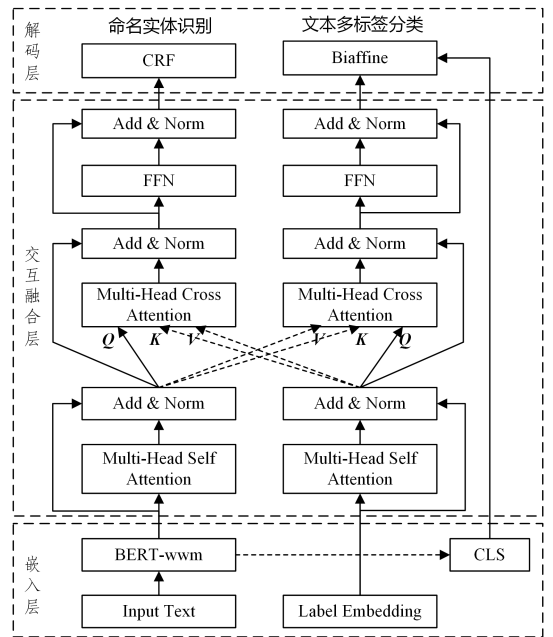 命名实体识别 文本多标签分类
解码层
CRF Biaffine
交互融合层
Add & Norm Add & Norm
FFN FFN
Add & Norm Add & Norm
Multi-Head Cross Multi-Head Cross
Attention Attention
Q K V V K Q
Add & Norm Add & Norm
Multi-Head Self Multi-Head Self
Attention Attention
嵌入层
BERT-wwm CLS
Input Text Label Embedding